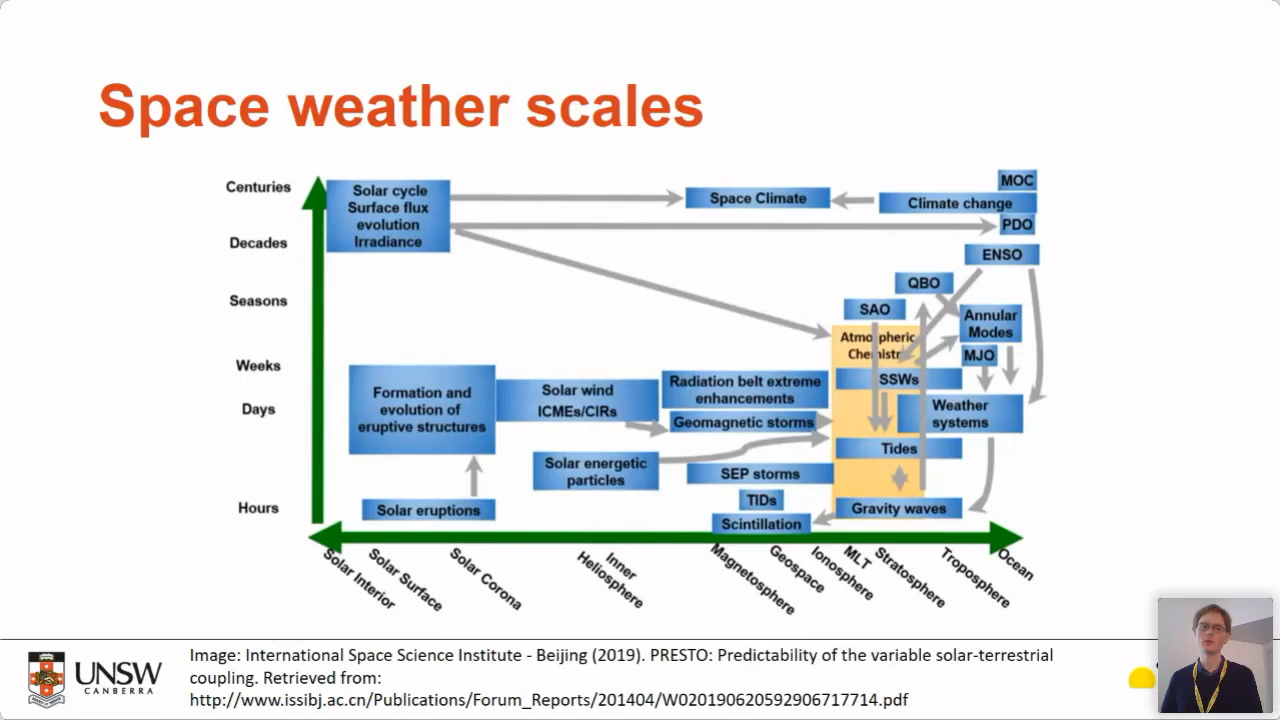 Space weather scales
Centuries
Decades
Seasons
Weeks
Days
Hours
Solar cycle
Surface flux
evolution
Irradiance
Space Climate
MOC
Climate change
PDO
ENSO
QBO
SAO
Annular
Modes
MJO
Atmospheric
Chemistry
SSWs
Formation and
evolution of
eruptive structures
Solar wind
ICMEs/CIRs
Radiation belt extreme
enhancements
Geomagnetic storms
Weather
systems
Tides
Solar energetic
particles
SEP storms
TIDs
Scintillation
Gravity waves
Solar eruptions
Solar Interior
Solar Surface
Solar Corona
Inner
Heliosphere
Magnetosphere
Geospace
Ionosphere
MLT
Stratosphere
Troposphere
Ocean
UNSW
CANBERRA
Image: International Space Science Institute - Beijing (2019). PRESTO: Predictability of the variable solar-terrestrial
coupling. Retrieved from:
http://www.issibj.ac.cn/Publications/Forum_Reports/201404/W020190620592906717714.pdf